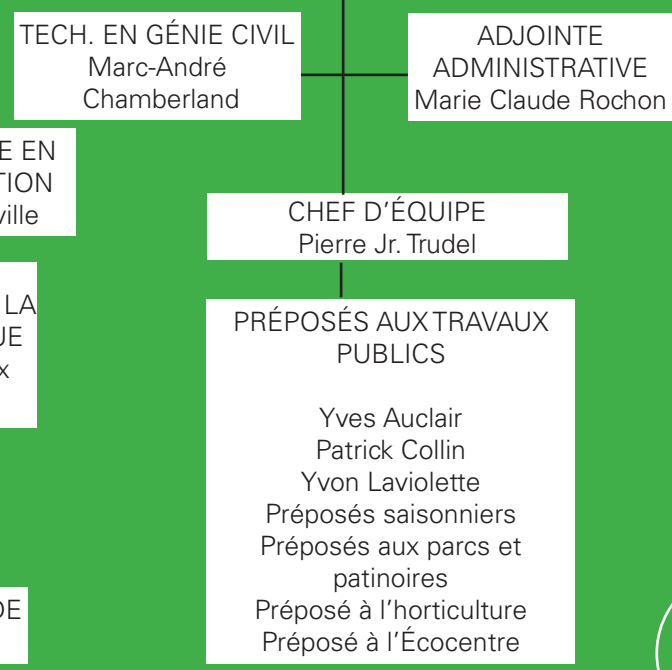 TECH. EN GÉNIE CIVIL
Marc-André
Chamberland
ADJOINTE
ADMINISTRATIVE
Marie Claude Rochon
EN
CHEF D'ÉQUIPE
Pierre Jr. Trudel
LA
PRÉPOSÉS AUX TRAVAUX
PUBLICS
Yves Auclair
Patrick Collin
Yvon Laviolette
Préposés saisonniers
Préposés aux parcs et
patinoires
Préposé à l'horticulture
Préposé à l'Écocentre